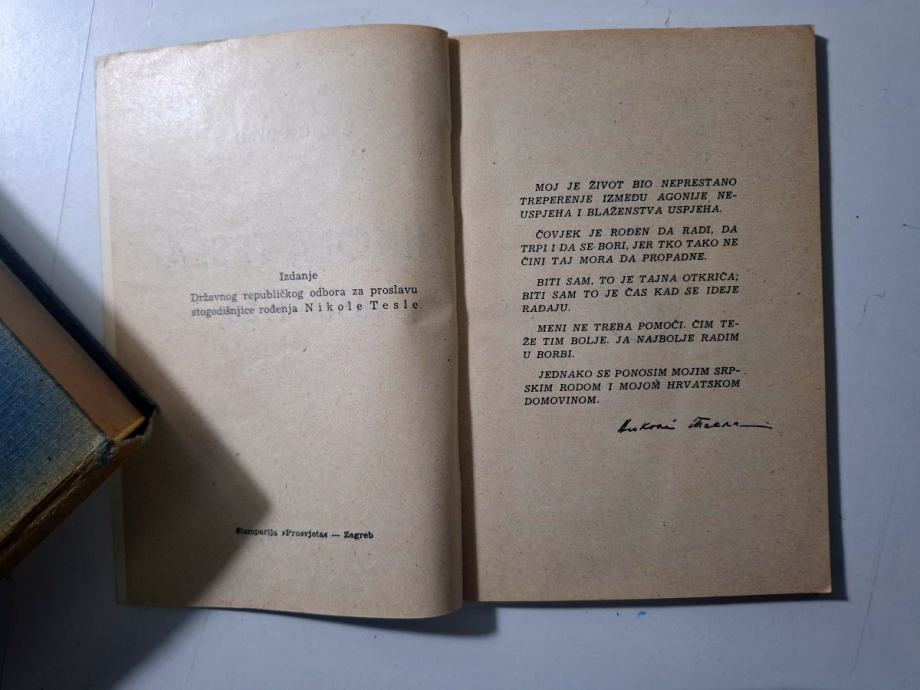 Izdanje
Državnog republičkog odbora za proslavu
stogodišnjice rođenja Nikole Tesle
Štamparija »Prosvjeta« — Zagreb
MOJ JE ŽIVOT BIO NEPRESTANO
TREPERENJE IZMEĐU AGONIJE NE-
USPJEHA I BLAŽENSTVA USPJEHA.
ČOVJEK JE ROĐEN DA RADI, DA
TRPI I DA SE BORI, JER TKO TAKO NE
ČINI TAJ MORA DA PROPADNE.
BITI SAM, TO JE TAJNA OTKRIĆA;
BITI SAM TO JE ČAS KAD SE IDEJE
RAĐAJU.
MENI NE TREBA POMOĆI. ČIM TE-
ŽE TIM BOLJE. JA NAJBOLJE RADIM
U BORBI.
JEDNAKO SE PONOSIM MOJIM SRP-
SKIM RODOM I MOJOM HRVATSKOM
DOMOVINOM.
Никола Тесла